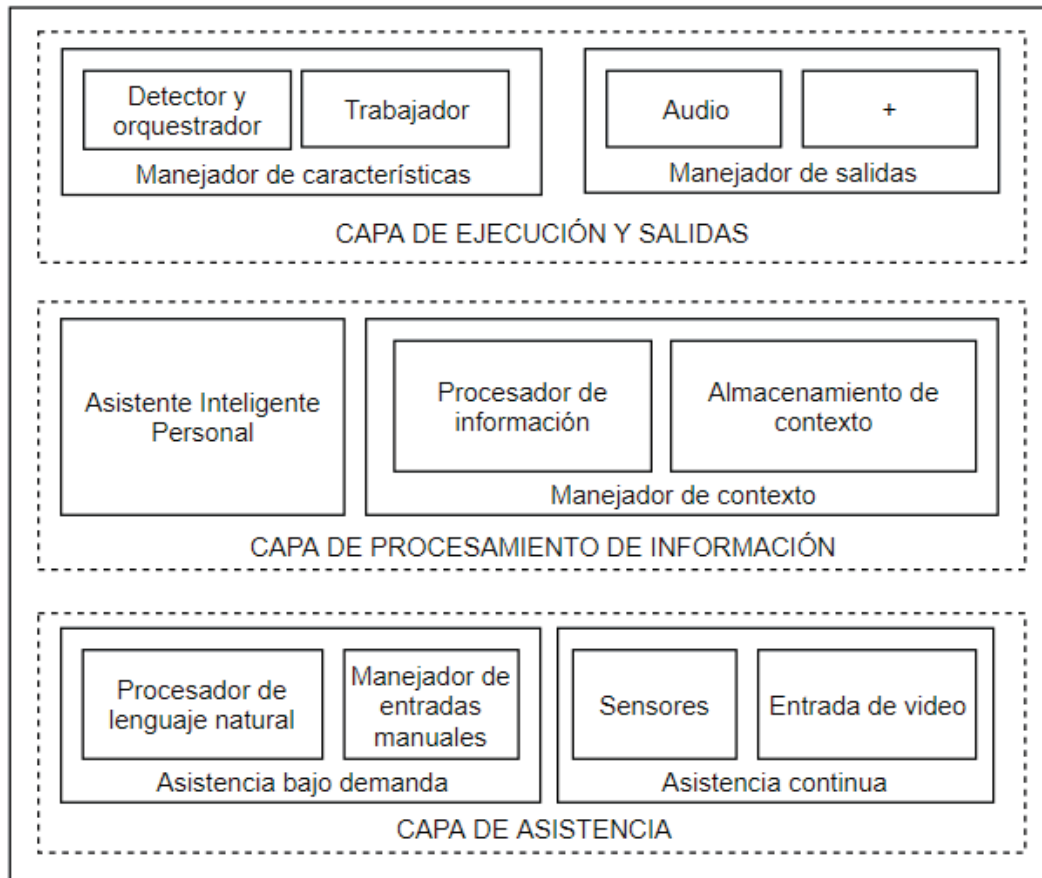 Detector y
orquestrador
Trabajador
Manejador de características
Audio
+
Manejador de salidas
CAPA DE EJECUCIÓN Y SALIDAS
Asistente Inteligente
Personal
Procesador de
información
Almacenamiento de
contexto
Manejador de contexto
CAPA DE PROCESAMIENTO DE INFORMACIÓN
Procesador de
lenguaje natural
Manejador de
entradas
manuales
Asistencia bajo demanda
Sensores
Entrada de video
Asistencia continua
CAPA DE ASISTENCIA